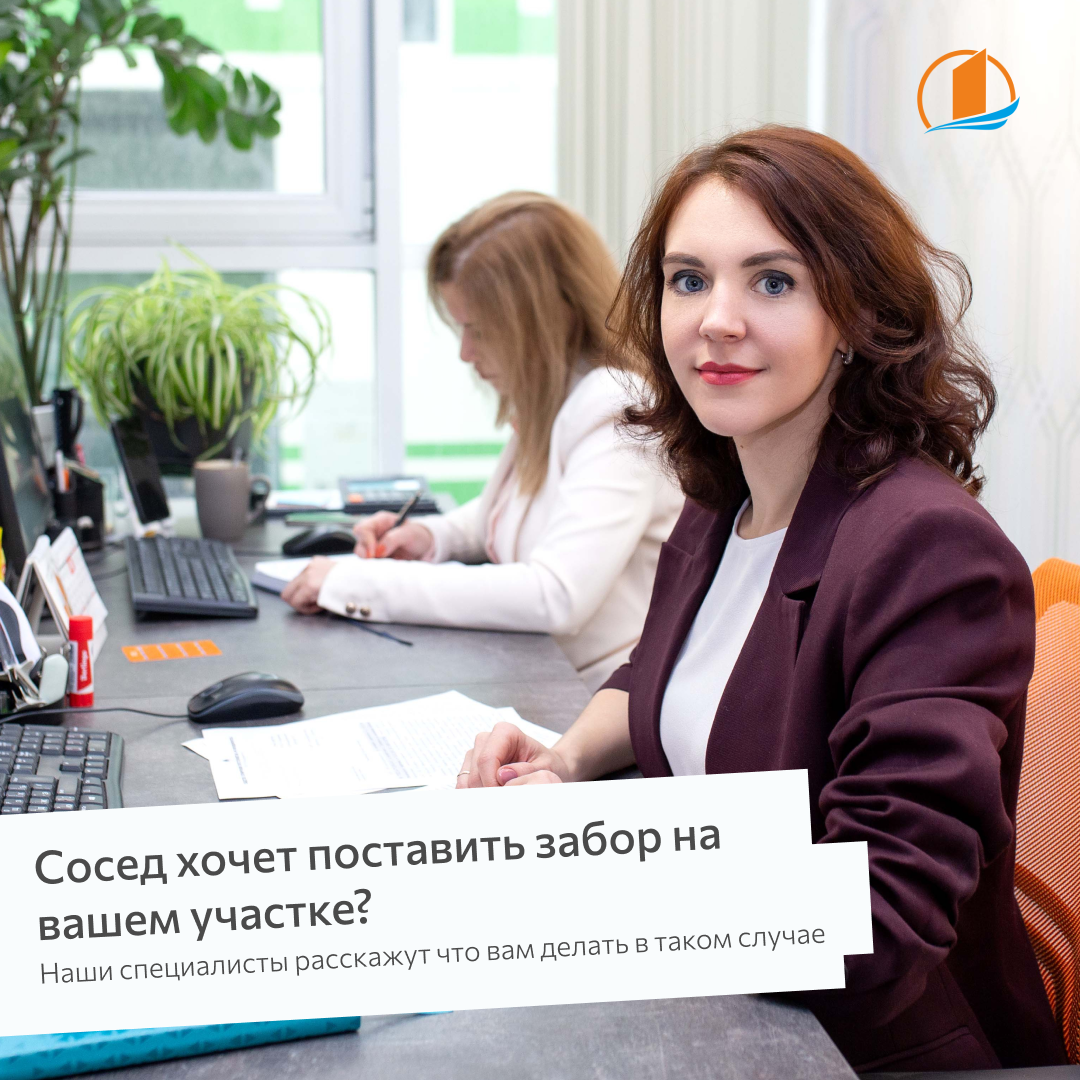 Сосед хочет поставить забор на
вашем участке?
Наши специалисты расскажут что вам делать в таком случае